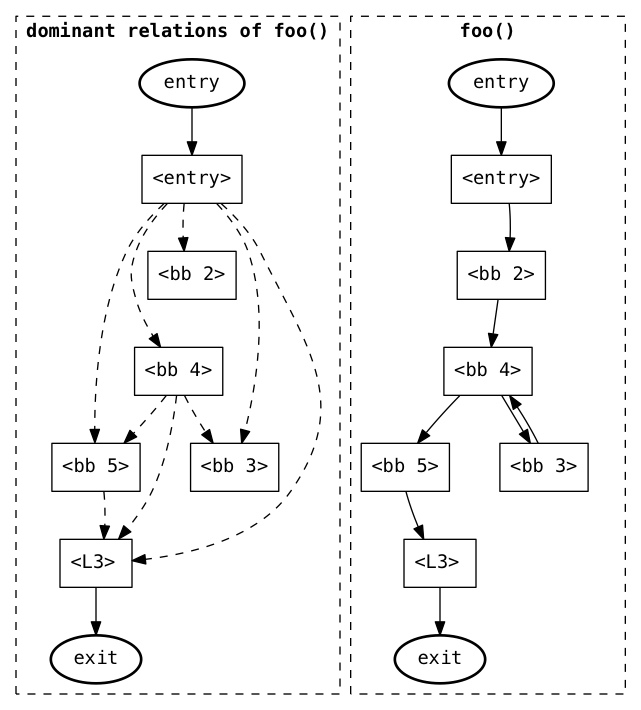 dominant relations of foo()
entry
<entry>
<bb 2>
<bb 4>
<bb 5>
<bb 3>
<L3>
exit
foo()
entry
<entry>
<bb 2>
<bb 4>
<bb 5>
<bb 3>
<L3>
exit